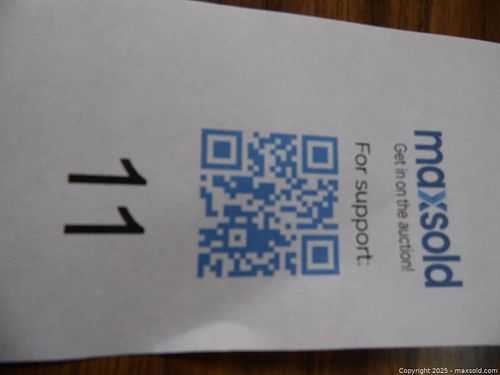 maxsold
Get in on the auction!
For support:
11
Copyright 2025 - maxsold.com